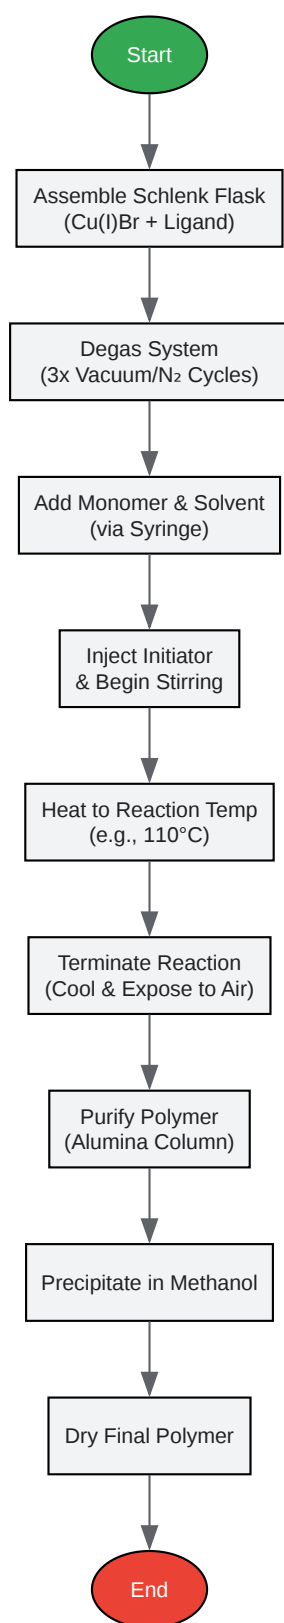 Start
Assemble Schlenk Flask
(Cu(I)Br + Ligand)
Degas System
(3x Vacuum/N₂ Cycles)
Add Monomer & Solvent
(via Syringe)
Inject Initiator
& Begin Stirring
Heat to Reaction Temp
(e.g., 110°C)
Terminate Reaction
(Cool & Expose to Air)
Purify Polymer
(Alumina Column)
Precipitate in Methanol
Dry Final Polymer
End